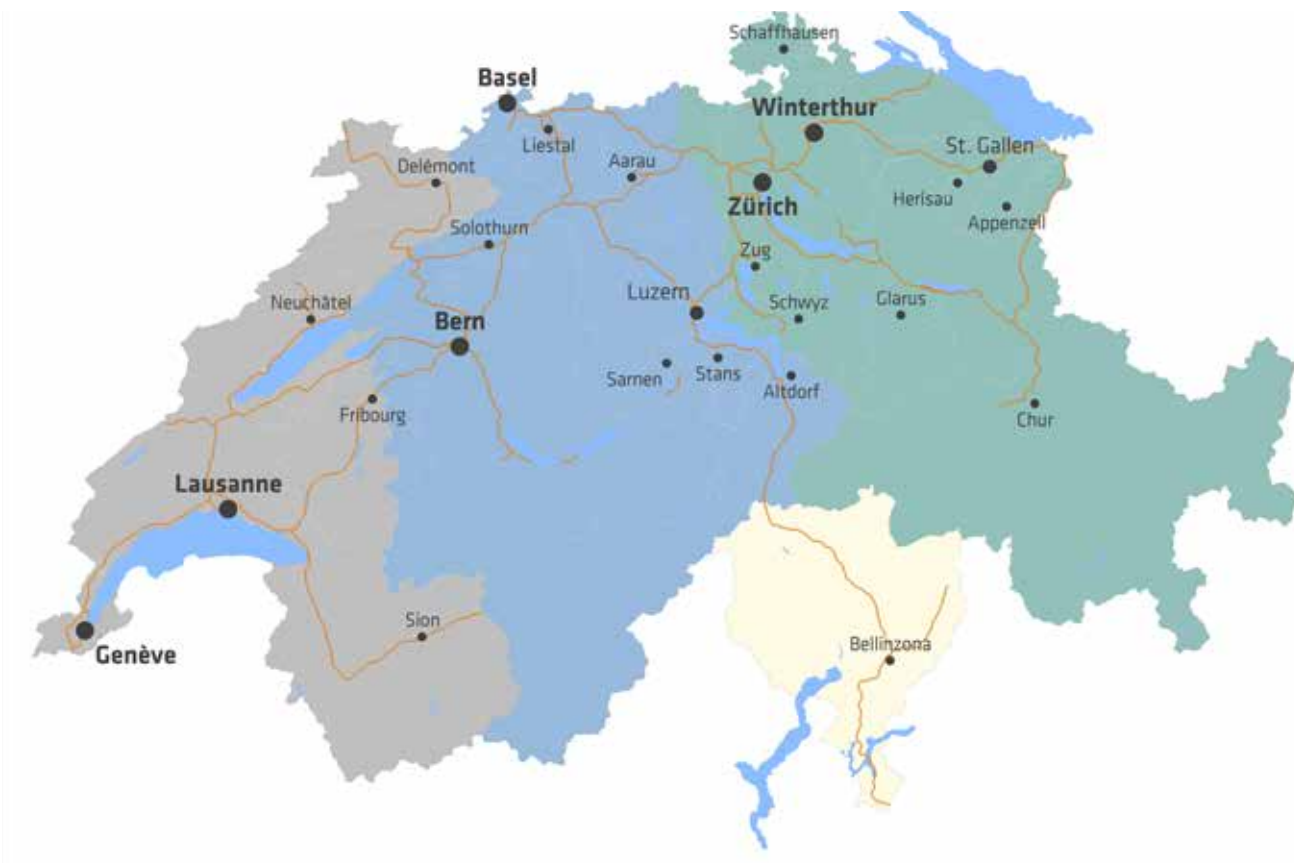 Schaffhausen
Basel
Winterthur
Liestal
St. Gallen
Delémont
Aarau
Herisau
Zürich
Appenzell
Solothurn
Zug
Luzern
Neuchâtel
Schwyz
Glarus
Bern
Sarnen
Stans
Altdorf
Fribourg
Chur
Lausanne
Sion
Bellinzona
Genève